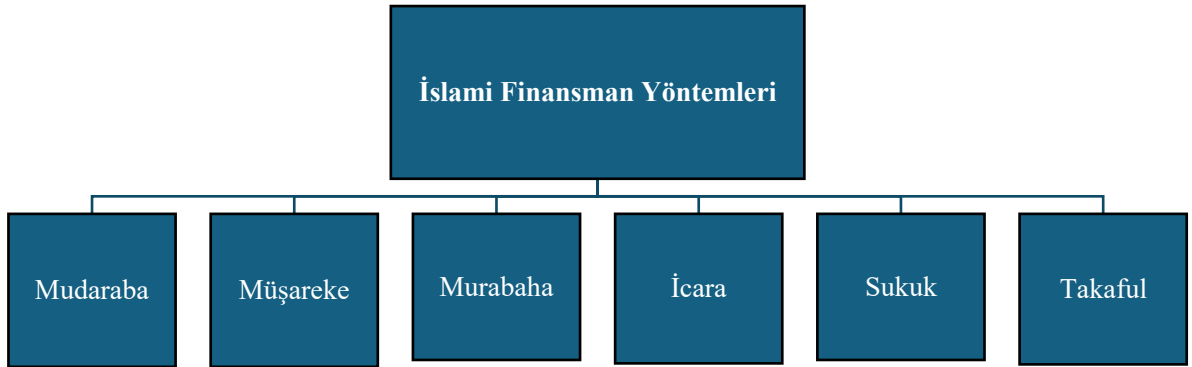 İslami Finansman Yöntemleri
Mudaraba
Müşareke
Murabaha
İcara
Sukuk
Takaful